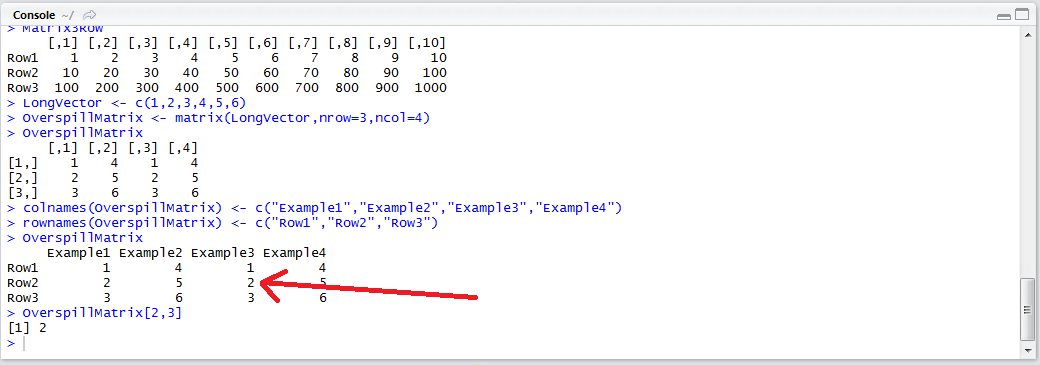 Console ~/
> Matrix3Row
[,1] [,2] [,3] [,4] [,5] [,6] [,7] [,8] [,9] [,10]
Row1 1 2 3 4 5 6 7 8 9 10
Row2 10 20 30 40 50 60 70 80 90 100
Row3 100 200 300 400 500 600 700 800 900 1000
> LongVector <- c(1,2,3,4,5,6)
> OverspillMatrix <- matrix(LongVector,nrow=3,ncol=4)
> OverspillMatrix
[,1] [,2] [,3] [,4]
[1,] 1 4 1 4
[2,] 2 5 2 5
[3,] 3 6 3 6
> colnames(OverspillMatrix) <- c("Example1","Example2","Example3","Example4")
> rownames(OverspillMatrix) <- c("Row1","Row2","Row3")
> OverspillMatrix
Example1 Example2 Example3 Example4
Row1 1 4 1 4
Row2 2 5 2 5
Row3 3 6 3 6
> OverspillMatrix[2,3]
[1] 2
>